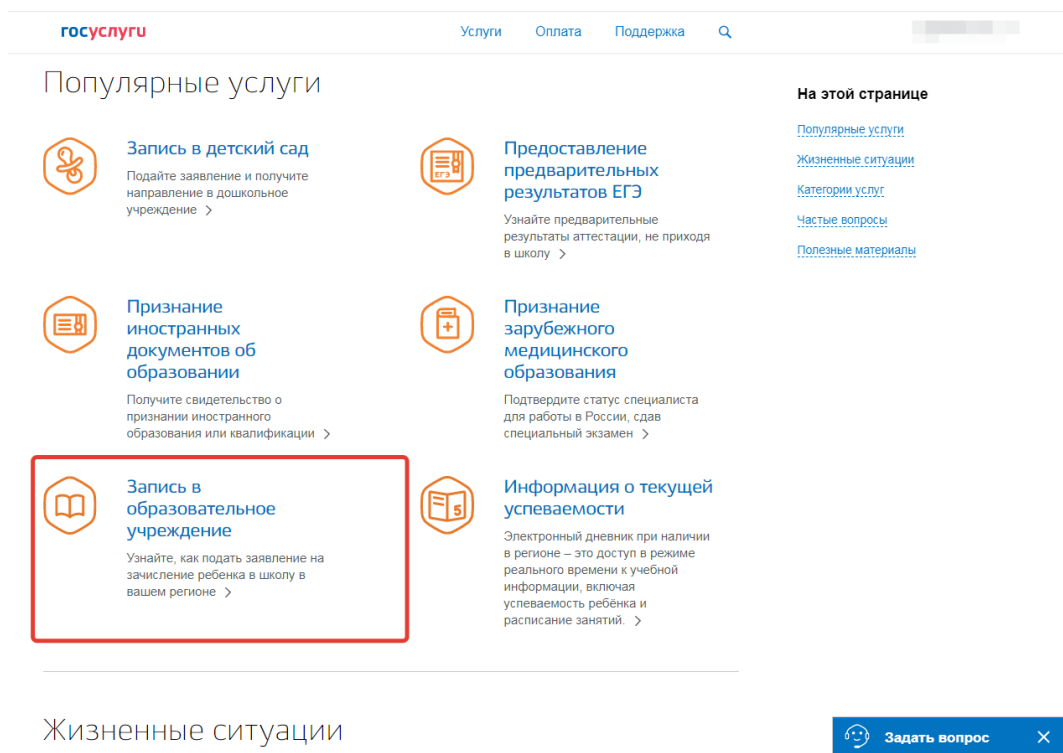 госуслуги
Услуги Оплата Поддержка
Популярные услуги
Запись в детский сад
Подайте заявление и получите
направление в дошкольное
учреждение >
Предоставление
предварительных
результатов ЕГЭ
Узнайте предварительные
результаты аттестации, не приходя
в школу >
ЕГЭ
Признание
иностранных
документов об
образовании
Получите свидетельство о
признании иностранного
образования или квалификации >
Признание
зарубежного
медицинского
образования
Подтвердите статус специалиста
для работы в России, сдав
специальный экзамен >
Запись в
образовательное
учреждение
Узнайте, как подать заявление на
зачисление ребенка в школу в
вашем регионе >
5
Информация о текущей
успеваемости
Электронный дневник при наличии
в регионе – это доступ в режиме
реального времени к учебной
информации, включая
успеваемость ребёнка и
расписание занятий. >
На этой странице
Популярные услуги
Жизненные ситуации
Категории услуг
Частые вопросы
Полезные материалы
Жизненные ситуации
Задать вопрос